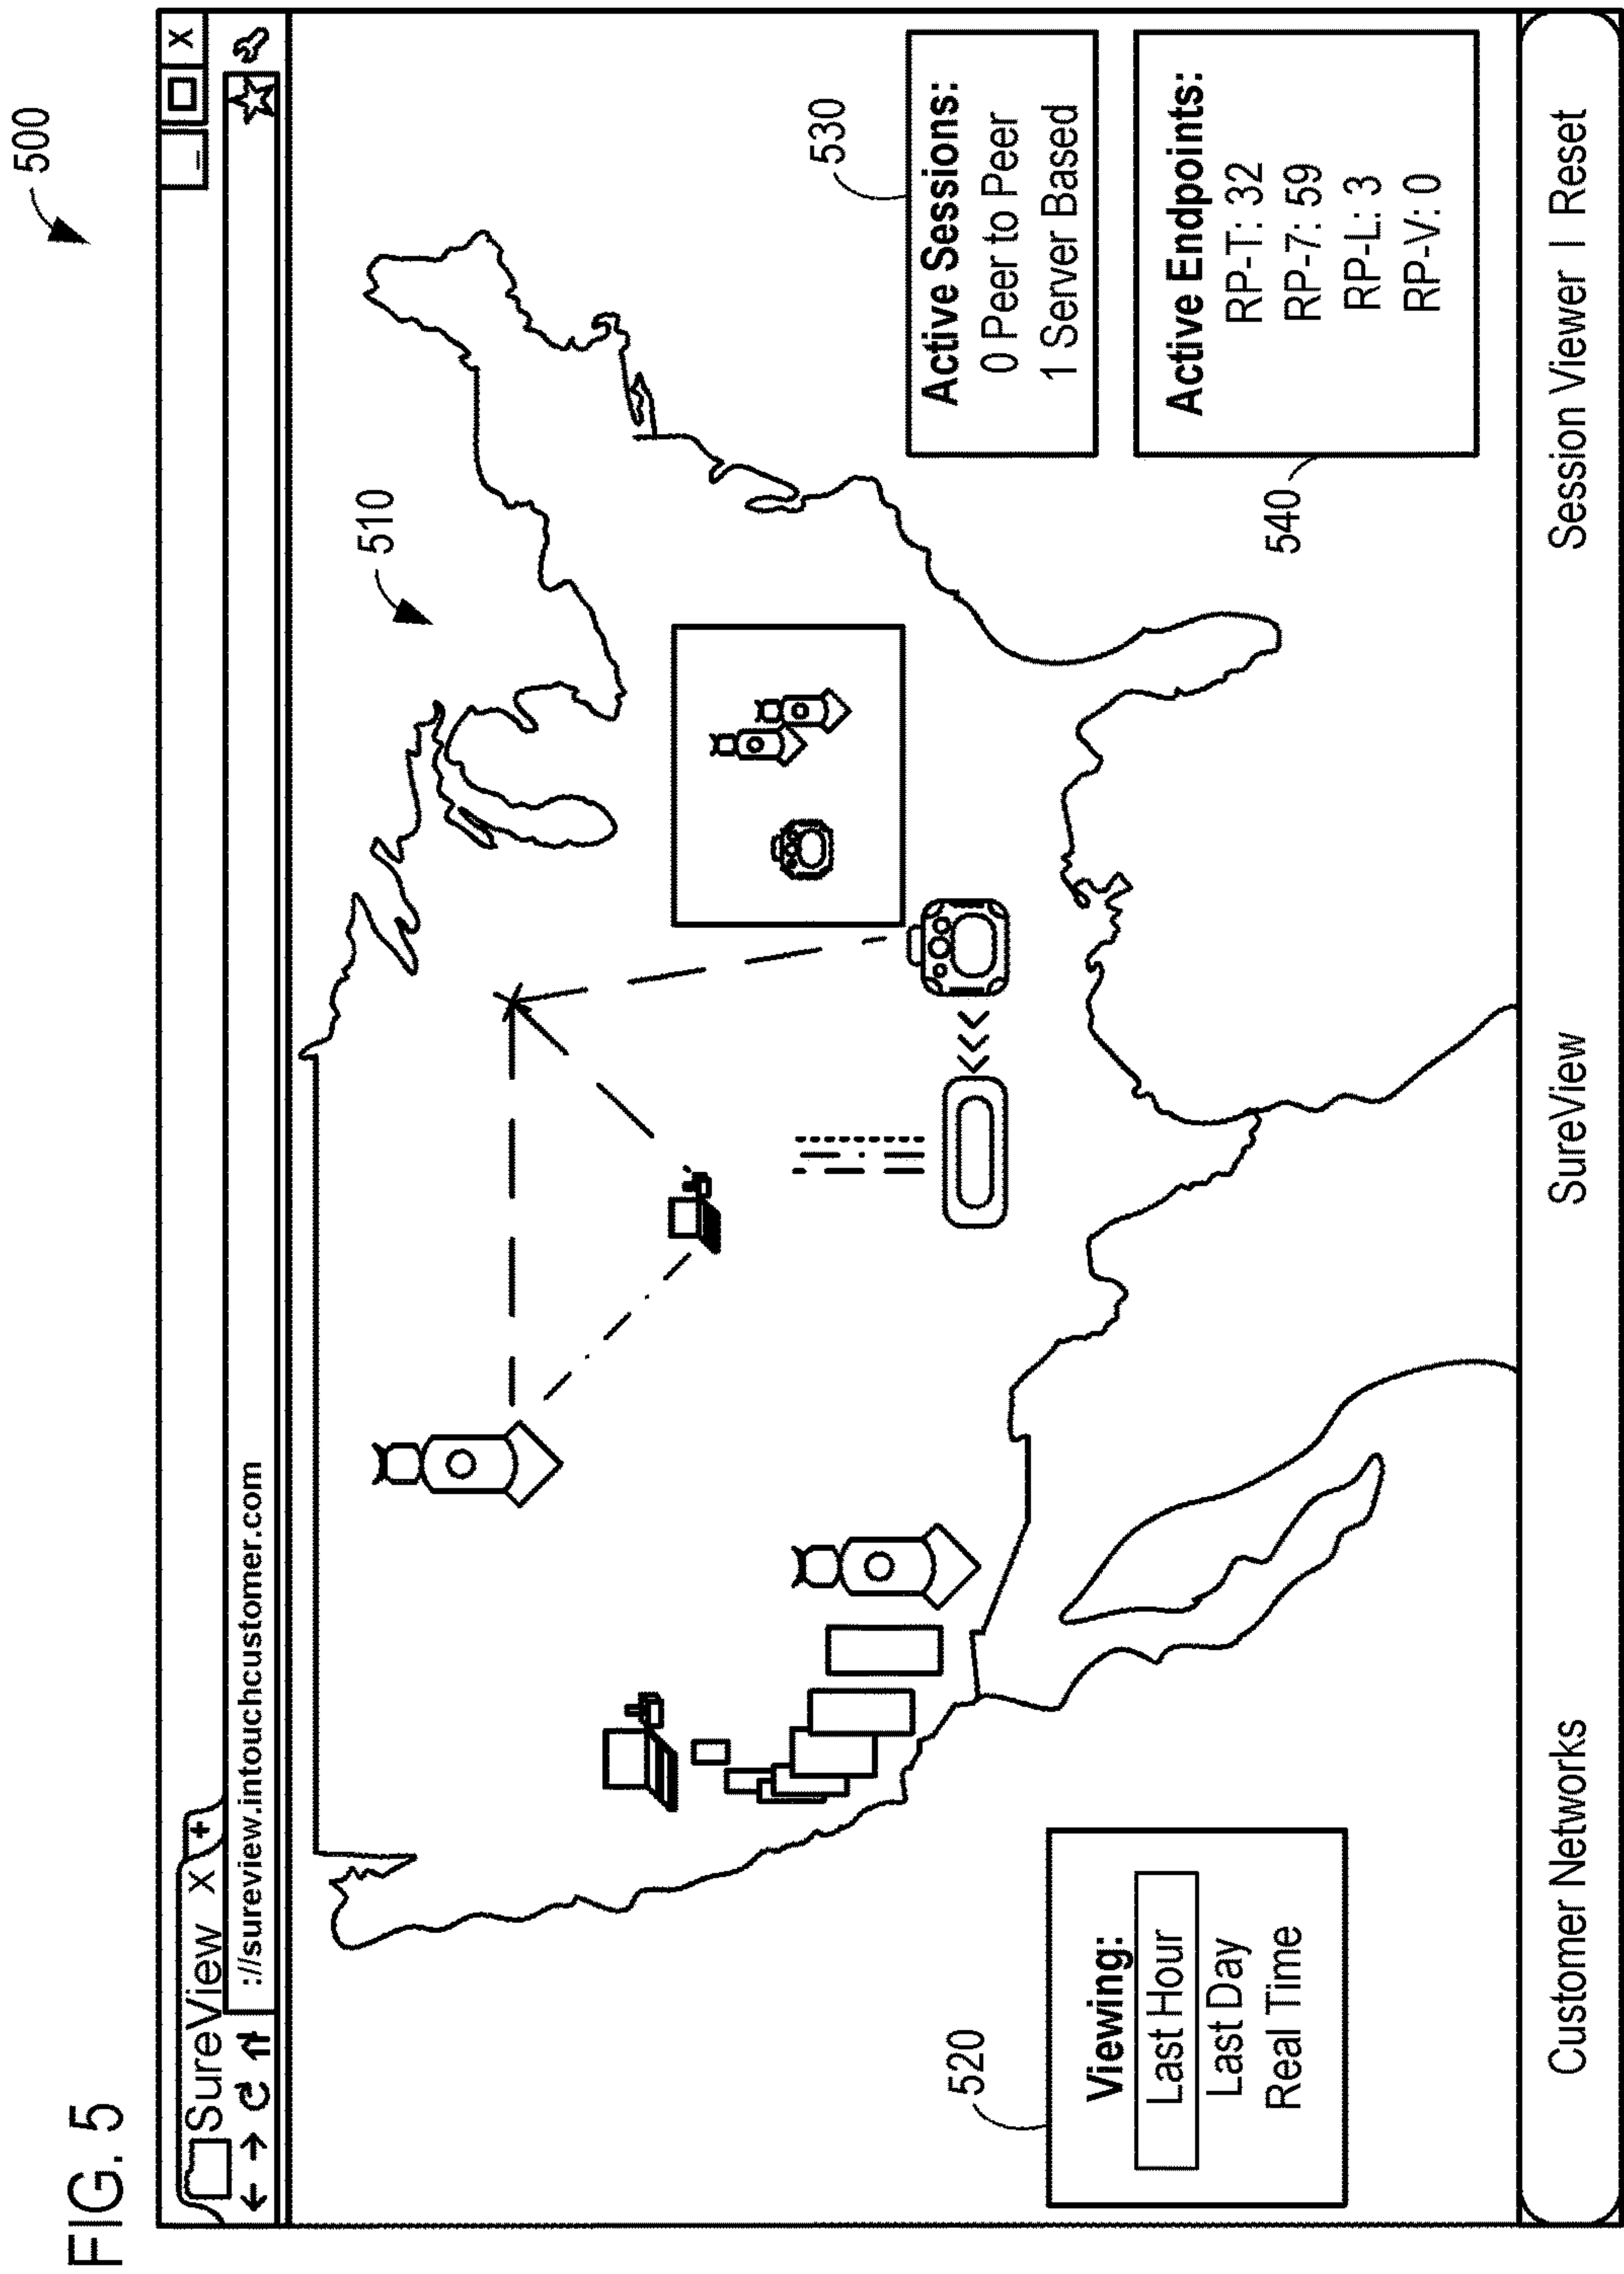 FIG. 5
500
_ X
SureView X +
://sureview.intouchcustomer.com
510
520
Viewing:
Last Hour
Last Day
Real Time
530
Active Sessions:
0 Peer to Peer
1 Server Based
540
Active Endpoints:
RP-T: 32
RP-7: 59
RP-L: 3
RP-V: 0
Customer Networks
SureView
Session Viewer | Reset